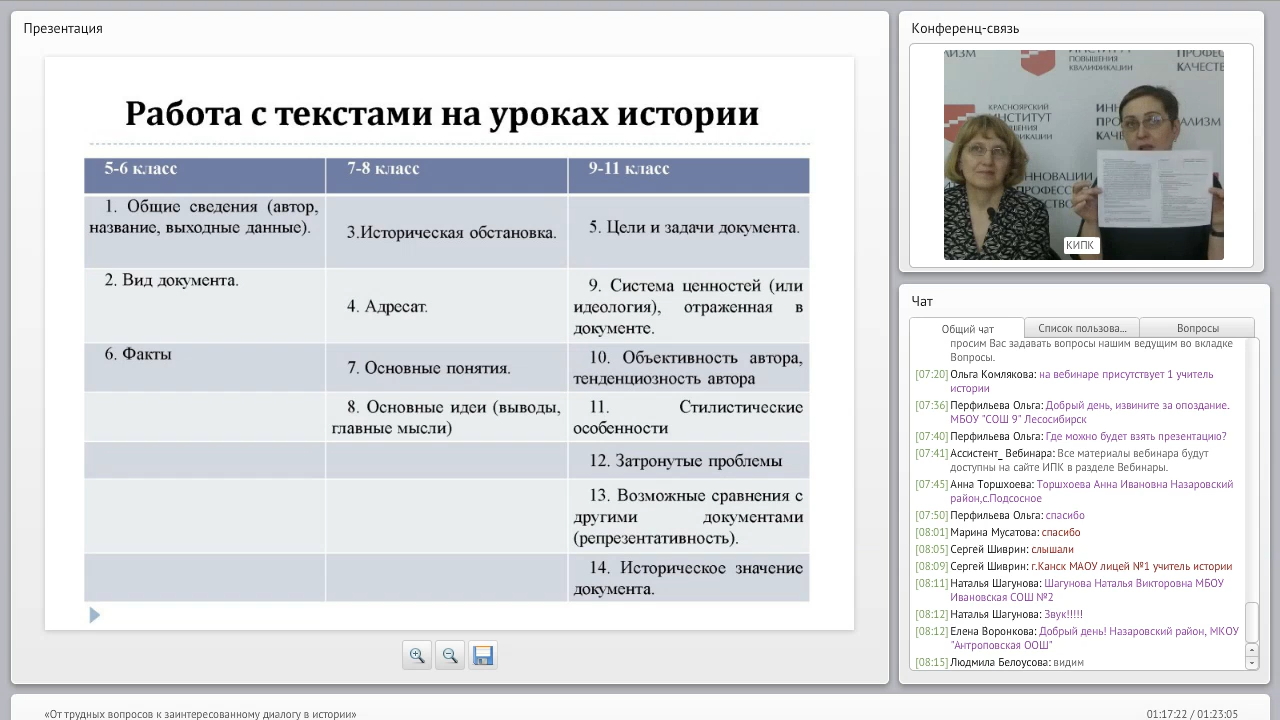 Презентация
Работа с текстами на уроках истории
5-6 класс
7-8 класс
9-11 класс
1. Общие сведения (автор,
название, выходные данные).
3.Историческая обстановка.
5. Цели и задачи документа.
2. Вид документа.
4. Адресат.
9. Система ценностей (или
идеология), отраженная в
документе.
6. Факты
7. Основные понятия.
10. Объективность автора,
тенденциозность автора
8. Основные идеи (выводы,
главные мысли)
11. Стилистические
особенности
12. Затронутые проблемы
13. Возможные сравнения с
другими документами
(репрезентативность).
14. Историческое значение
документа.
Конференц-связь
ПОВЫШЕНИЯ
КВАЛИФИКАЦИИ
ПРОФЕС
КАЧЕСТВ
КРАСНОЯРСКИЙ
ИНСТИТУТ
КИПК
Чат
Общий чат
Список пользова...
Вопросы
просим Вас задавать вопросы нашим ведущим во вкладке
Вопросы.
[07:20] Ольга Комлякова: на вебинаре присутствует 1 учитель
истории
[07:36] Перфильева Ольга: Добрый день, извините за опоздание.
МБОУ "СОШ 9" Лесосибирск
[07:40] Перфильева Ольга: Где можно будет взять презентацию?
[07:41] Ассистент_ Вебинара: Все материалы вебинара будут
доступны на сайте ИПК в разделе Вебинары.
[07:45] Анна Торшхоева: Торшхоева Анна Ивановна Назаровский
район,с.Подсосное
[07:50] Перфильева Ольга: спасибо
[08:01] Марина Мусатова: спасибо
[08:05] Сергей Шиврин: слышали
[08:09] Сергей Шиврин: г.Канск МАОУ лицей №1 учитель истории
[08:11] Наталья Шагунова: Шагунова Наталья Викторовна МБОУ
Ивановская СОШ №2
[08:12] Наталья Шагунова: Звук!!!!!
[08:12] Елена Воронкова: Добрый день! Назаровский район, МКОУ
"Антроповская ООШ"
[08:15] Людмила Белоусова: видим
«От трудных вопросов к заинтересованному диалогу в истории»
01:17:22 / 01:23:05